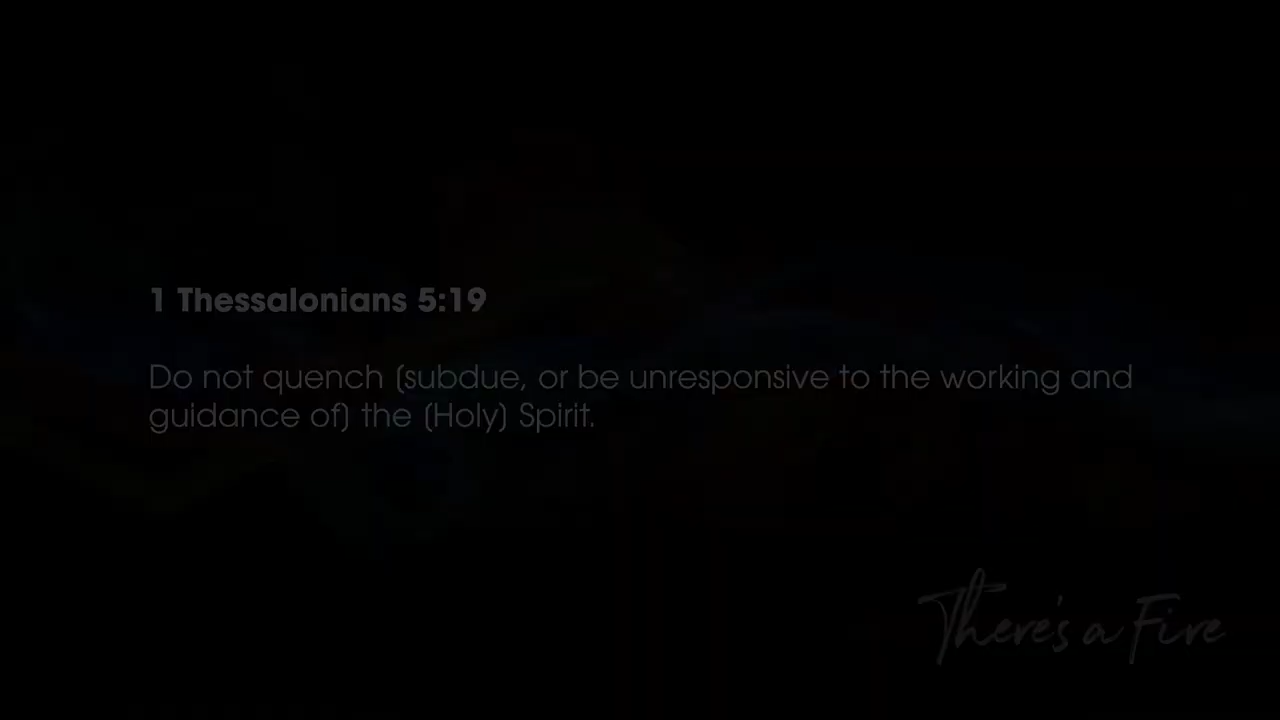 1 Thessalonians 5:19
Do not quench (subdue, or be unresponsive to the working and
guidance of) the (Holy) Spirit.
There's a Fire